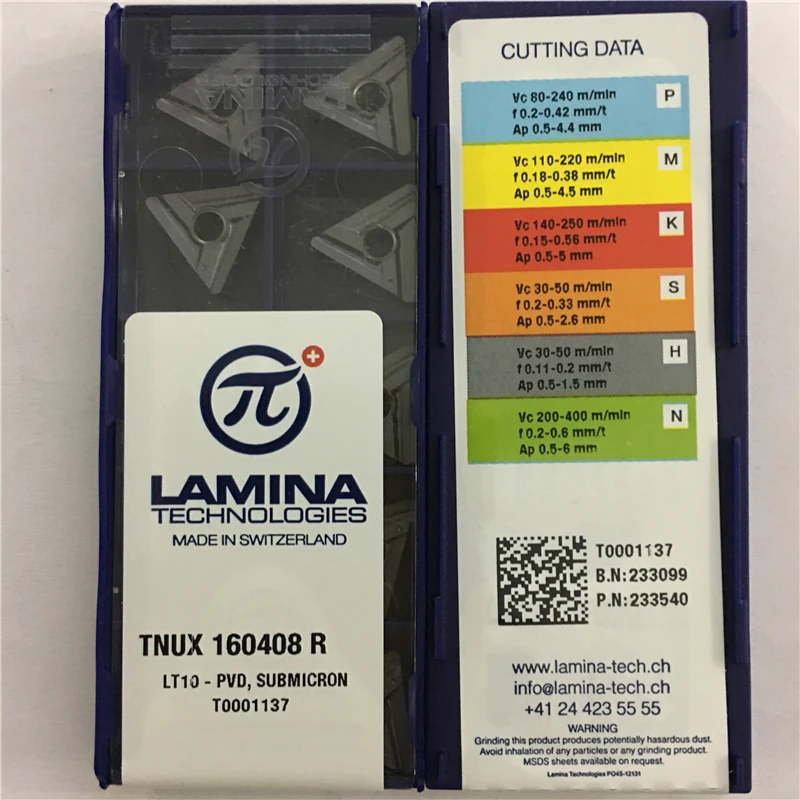 LAMINA
TECHNOLOGIES
π
LAMINA
TECHNOLOGIES
MADE IN SWITZERLAND
TNUX 160408 R
LT10 - PVD, SUBMICRON
T0001137
CUTTING DATA
Vc 80-240 m/min
f 0.2-0.42 mm/t
Ap 0.5-4.4 mm
P
Vc 110-220 m/min
f 0.18-0.38 mm/t
Ap 0.5-4.5 mm
M
Vc 140-250 m/min
f 0.15-0.56 mm/t
Ap 0.5-5 mm
K
Vc 30-50 m/min
f 0.2-0.33 mm/t
Ap 0.5-2.6 mm
S
Vc 30-50 m/min
f 0.11-0.2 mm/t
Ap 0.5-1.5 mm
H
Vc 200-400 m/min
f 0.2-0.6 mm/t
Ap 0.5-6 mm
N
T0001137
B.N:233099
P.N:233540
www.lamina-tech.ch
info@lamina-tech.ch
+41 24 423 55 55
WARNING
Grinding this product produces potentially hazardous dust.
Avoid inhalation of any particles or any grinding product.
MSDS sheets available on request.
Lamina Technologies PO45-12131